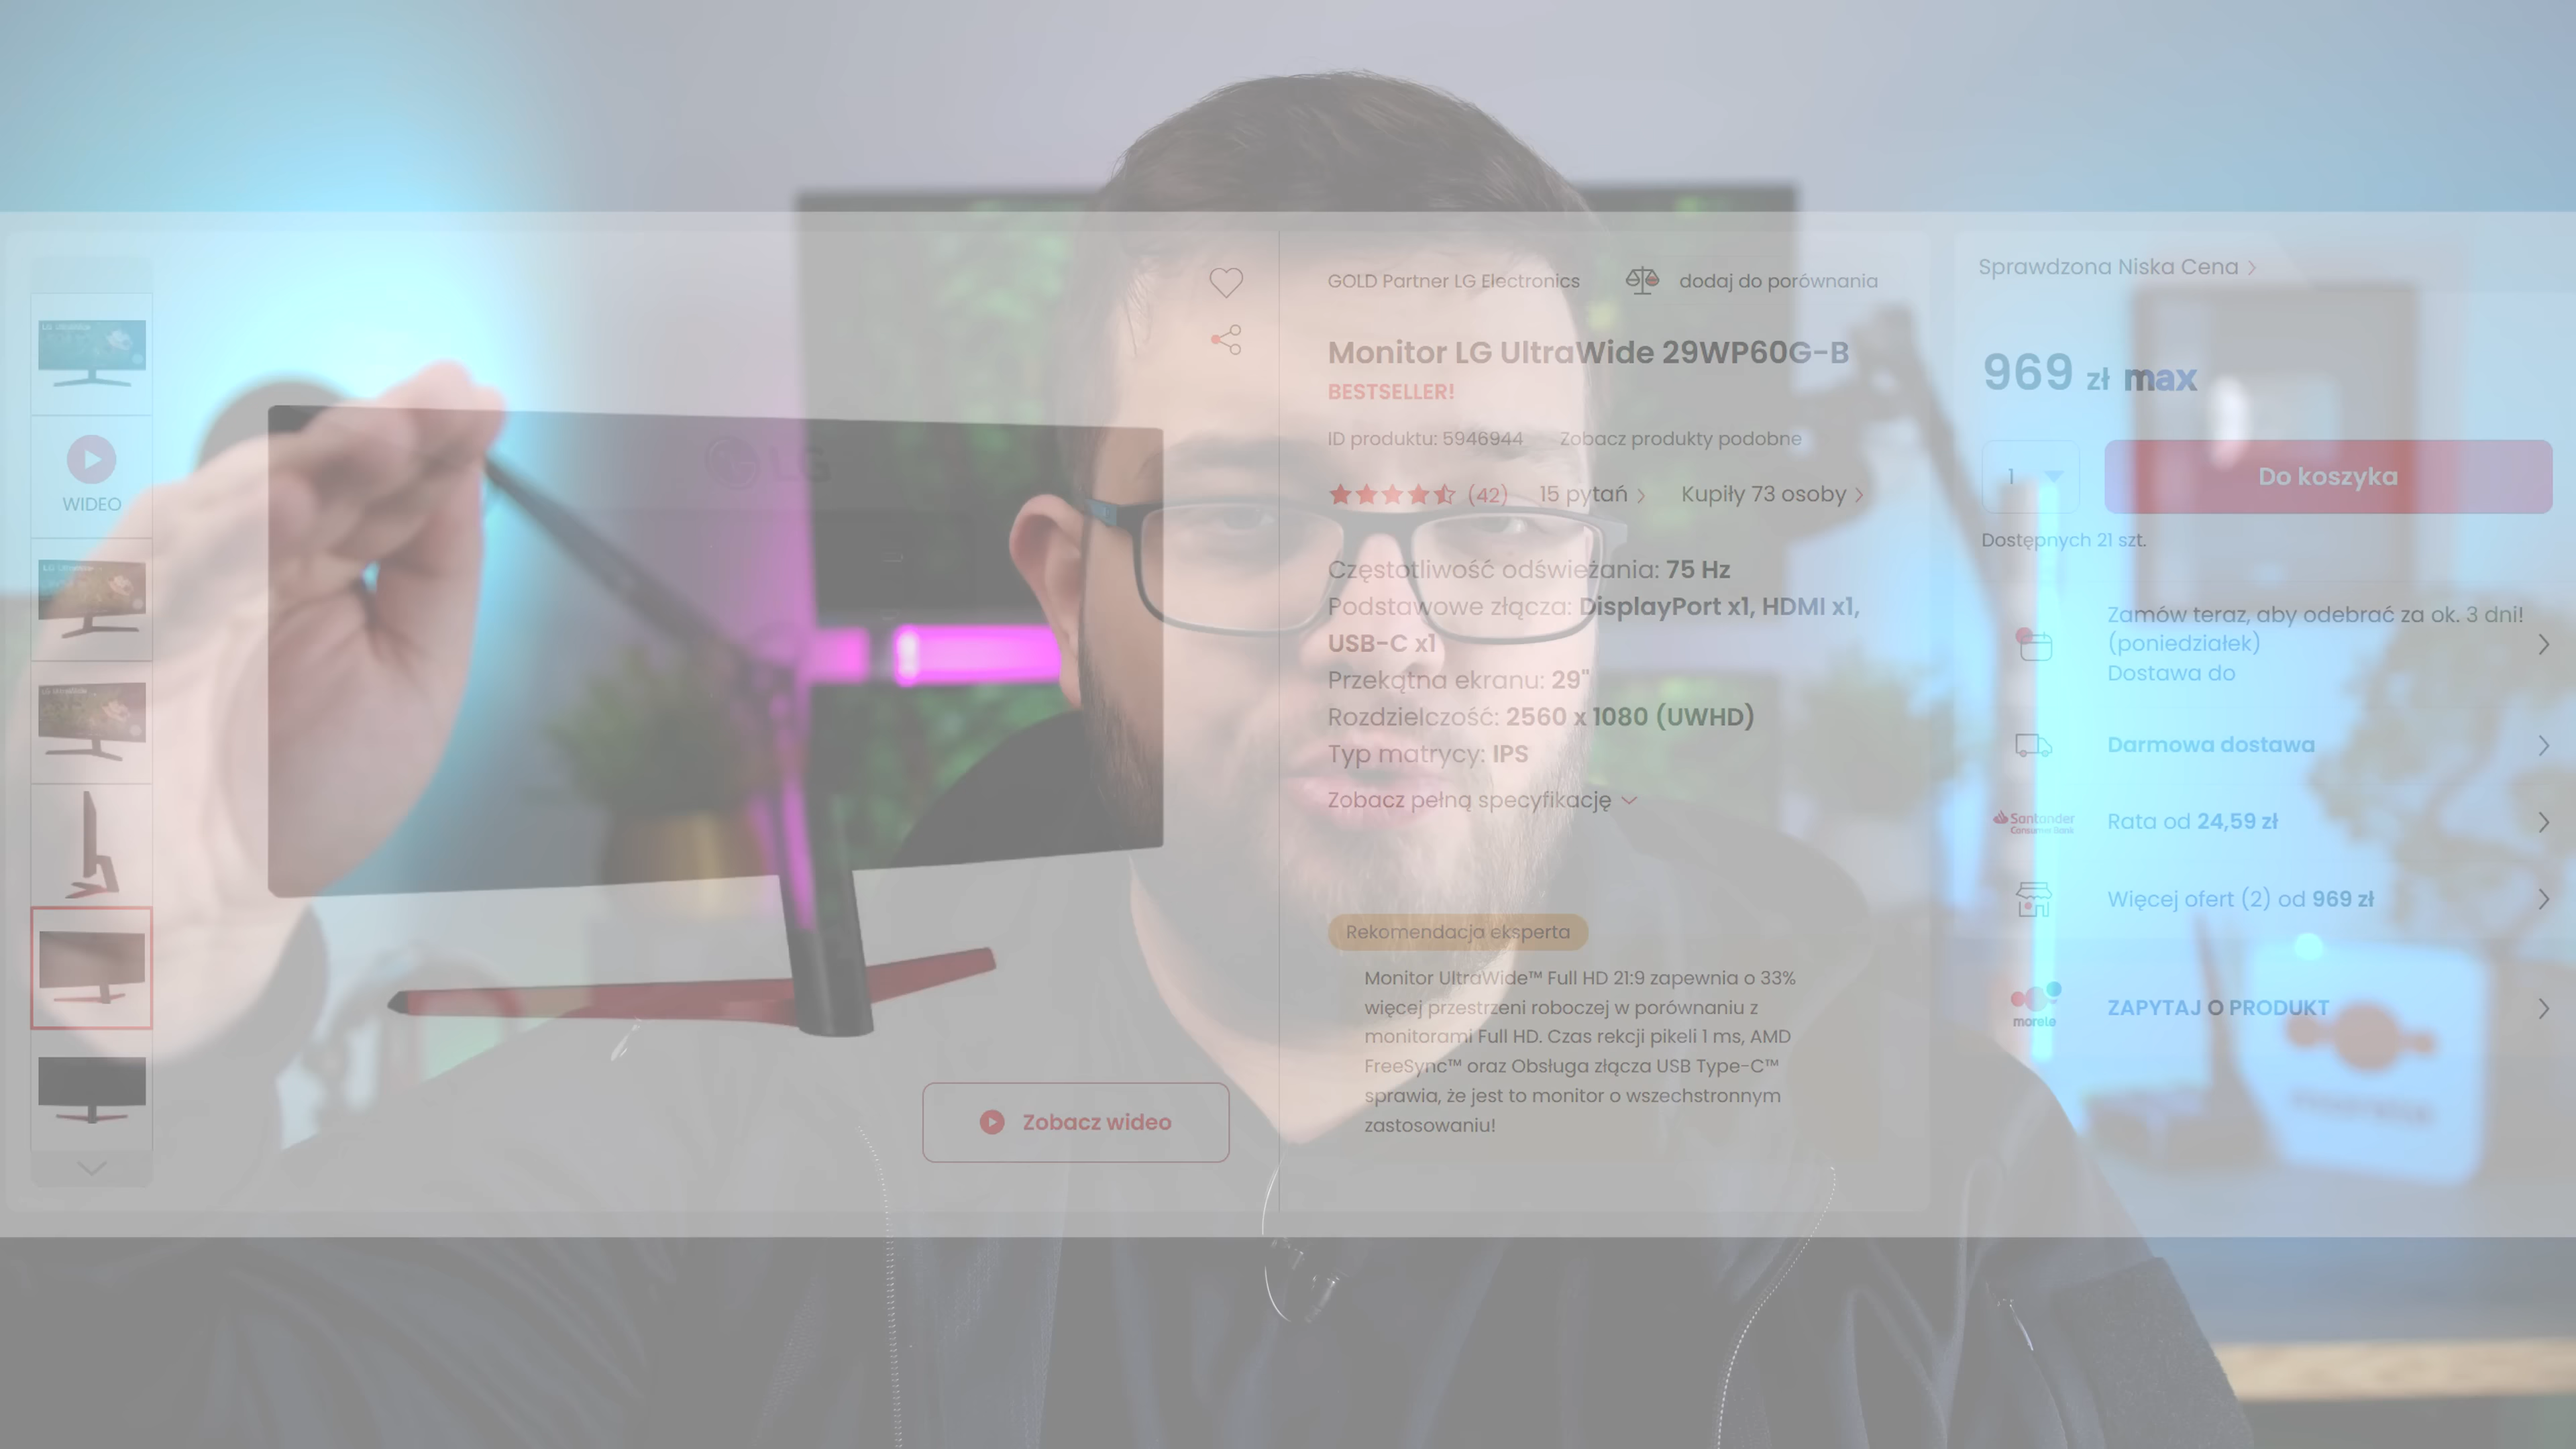 GOLD Partner LG Electronics
dodaj do porównania
Monitor LG UltraWide 29WP60G-B
BESTSELLER!
ID produktu: 5946944
Zobacz produkty podobne
(42)
15 pytań
Kupiły 73 osoby
Częstotliwość odświeżania: 75 Hz
Podstawowe złącza: DisplayPort x1, HDMI x1,
USB-C x1
Przekątna ekranu: 29"
Rozdzielczość: 2560 x 1080 (UWHD)
Typ matrycy: IPS
Zobacz pełną specyfikację
Rekomendacja eksperta
Monitor UltraWide™ Full HD 21:9 zapewnia o 33%
więcej przestrzeni roboczej w porównaniu z
monitorami Full HD. Czas rekcji pikeli 1 ms, AMD
FreeSync™ oraz Obsługa złącza USB Type-C™
sprawia, że jest to monitor o wszechstronnym
zastosowaniu!
WIDEO
LG
Zobacz wideo
Sprawdzona Niska Cena
969 zł max
1
Do koszyka
Dostępnych 21 szt.
Zamów teraz, aby odebrać za ok. 3 dni!
(poniedziałek)
Dostawa do
Darmowa dostawa
Santander
Consumer Bank
Rata od 24,59 zł
Więcej ofert (2) od 969 zł
morele
ZAPYTAJ O PRODUKT